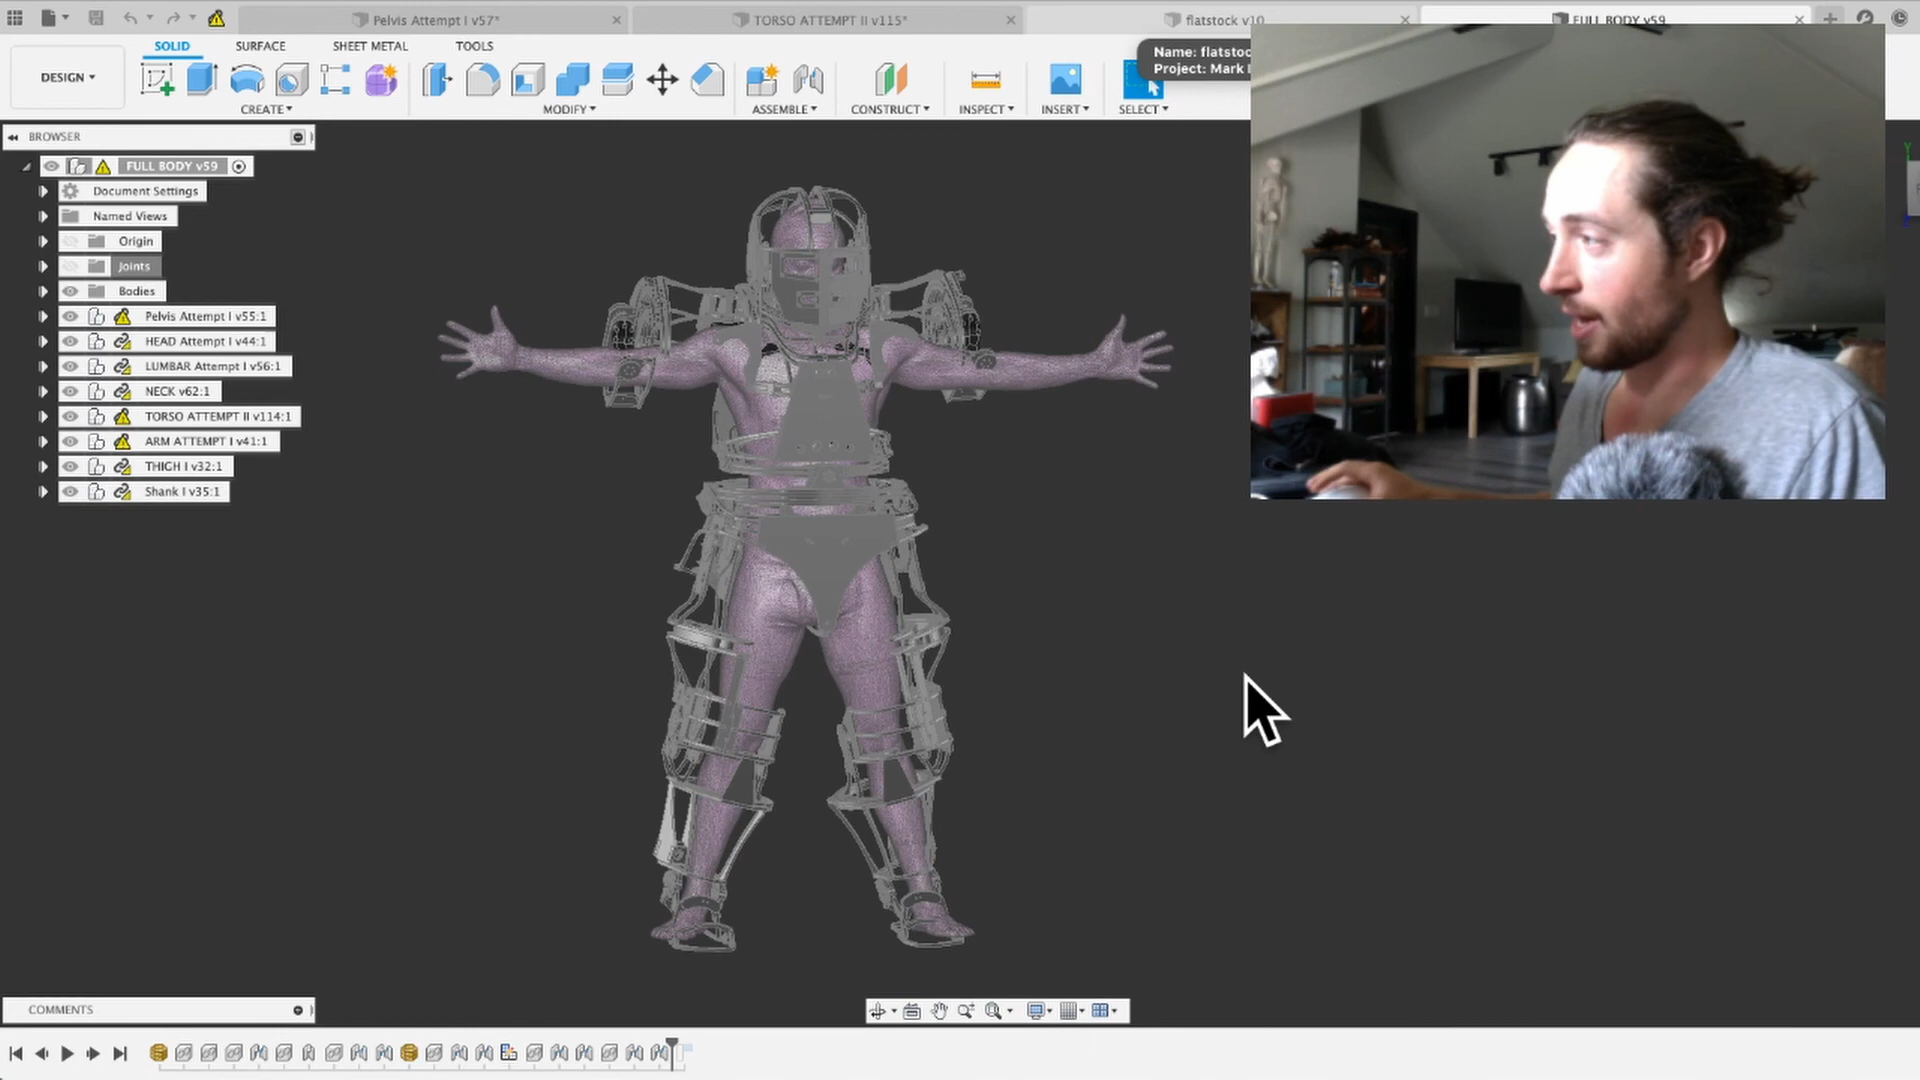 Pelvis Attempt I v57*
TORSO ATTEMPT II v115*
flatstock v10
FULL BODY v59
SOLID
SURFACE
SHEET METAL
TOOLS
Name: flatstoc
Project: Mark
DESIGN
CREATE
MODIFY
ASSEMBLE
CONSTRUCT
INSPECT
INSERT
SELECT
BROWSER
FULL BODY v59
Document Settings
Named Views
Origin
Joints
Bodies
Pelvis Attempt I v55:1
HEAD Attempt I v44:1
LUMBAR Attempt I v56:1
NECK v62:1
TORSO ATTEMPT II v114:1
ARM ATTEMPT I v41:1
THIGH I v32:1
Shank I v35:1
COMMENTS